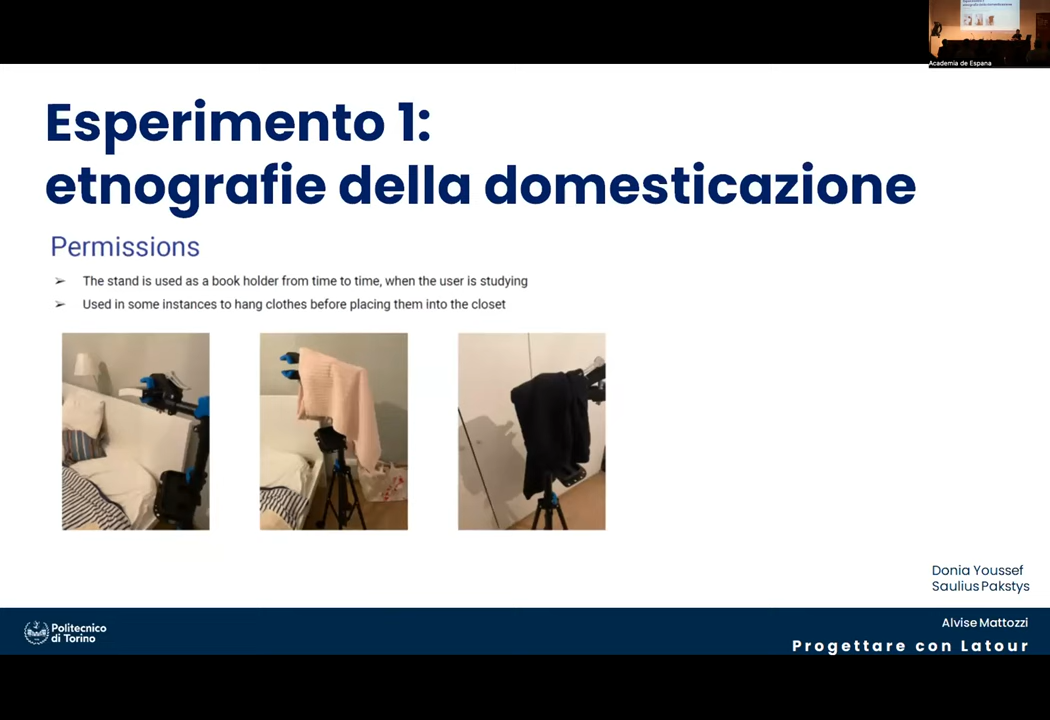 Academia de Espana
Esperimento 1:
etnografie della domesticazione
Permissions
➢ The stand is used as a book holder from time to time, when the user is studying
➢ Used in some instances to hang clothes before placing them into the closet
Donia Youssef
Saulius Pakstys
Politecnico
di Torino
Alvise Mattozzi
Progettare con Latour